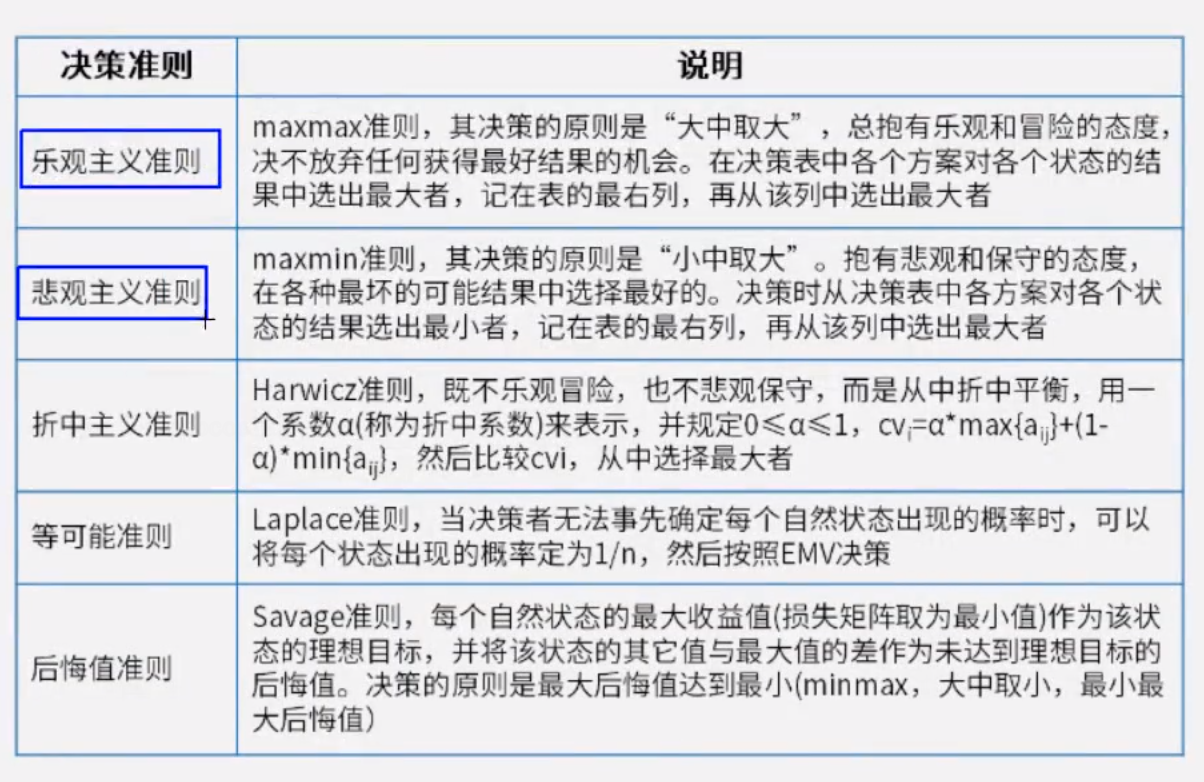 决策准则
说明
乐观主义准则
maxmax准则，其决策的原则是“大中取大”，总抱有乐观和冒险的态度，
决不放弃任何获得最好结果的机会。在决策表中各个方案对各个状态的结
果中选出最大者，记在表的最右列，再从该列中选出最大者
悲观主义准则
maxmin准则，其决策的原则是“小中取大”。抱有悲观和保守的态度，
在各种最坏的可能结果中选择最好的。决策时从决策表中各方案对各个状
态的结果选出最小者，记在表的最右列，再从该列中选出最大者
折中主义准则
Harwicz准则，既不乐观冒险，也不悲观保守，而是从中折中平衡，用一
个系数α(称为折中系数)来表示，并规定0≤α≤1，cvᵢ=α*max{aᵢⱼ}+(1-
α)*min{aᵢⱼ}，然后比较cvi，从中选择最大者
等可能准则
Laplace准则，当决策者无法事先确定每个自然状态出现的概率时，可以
将每个状态出现的概率定为1/n，然后按照EMV决策
后悔值准则
Savage准则，每个自然状态的最大收益值(损失矩阵取为最小值)作为该状
态的理想目标，并将该状态的其它值与最大值的差作为未达到理想目标的
后悔值。决策的原则是最大后悔值达到最小(minmax，大中取小，最小最
大后悔值）